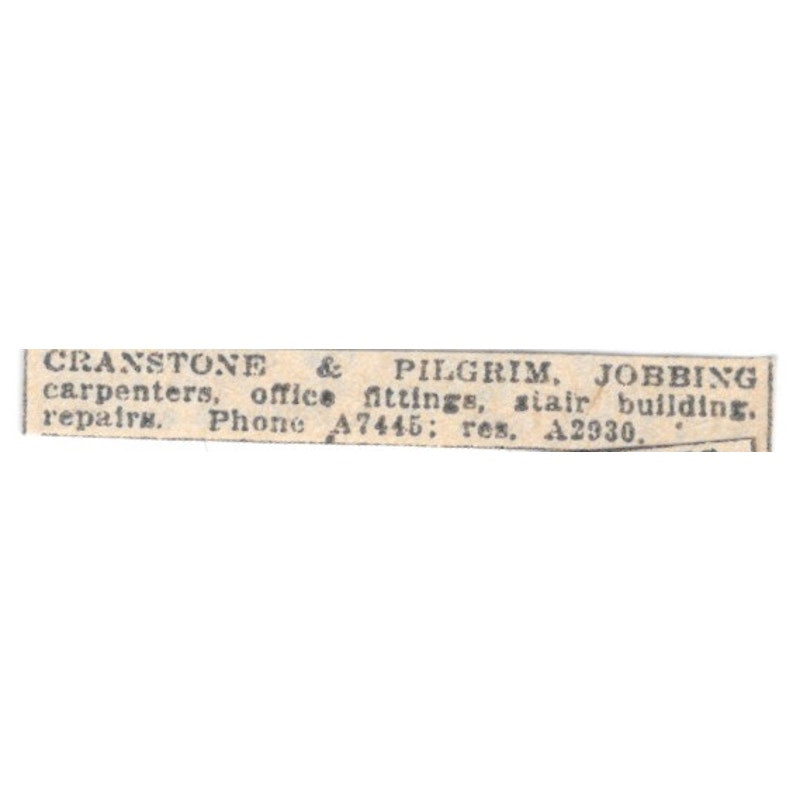 CRANSTONE & PILGRIM, JOBBING
carpenters, office fittings, stair building,
repairs. Phone A7445; res. A2930.